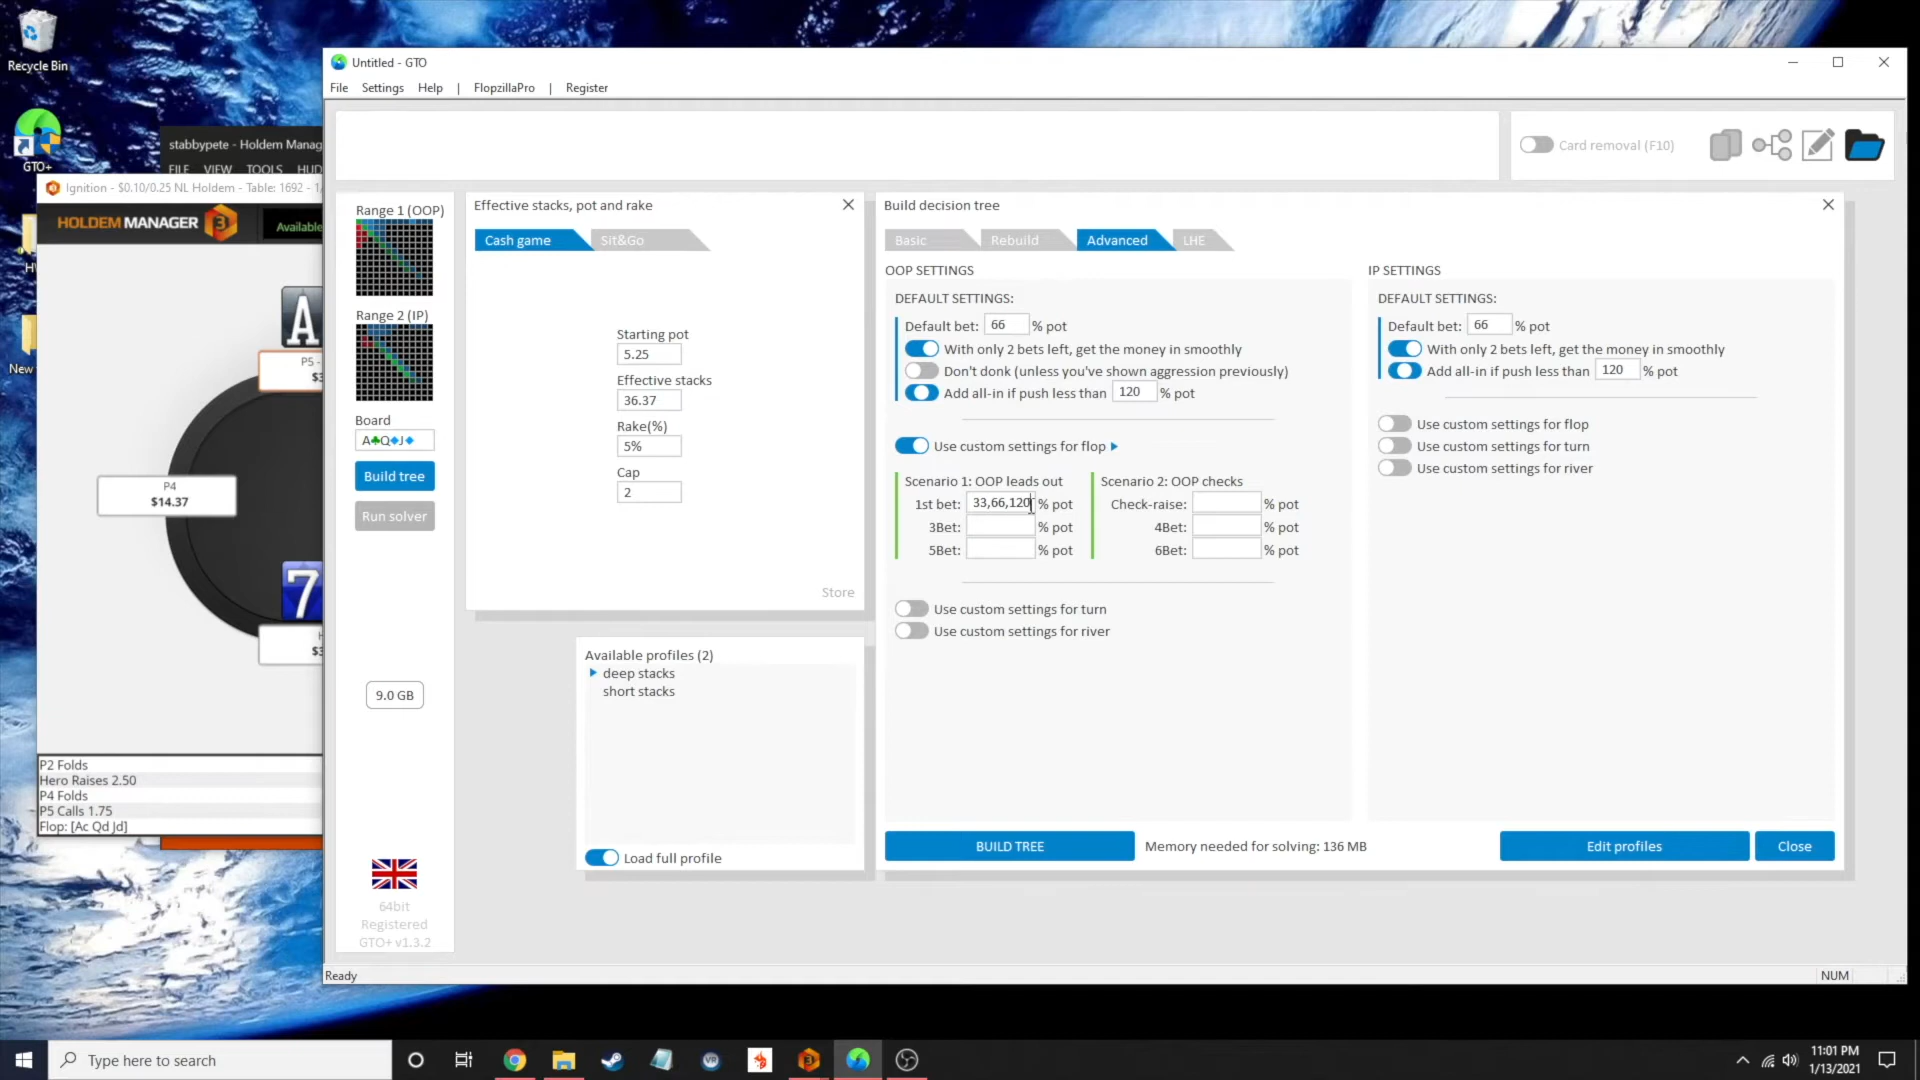 Recycle Bin
GTO+
New
stabbypete - Holdem Manag
FILE VIEW TOOLS HUD
Ignition - $0.10/0.25 NL Holdem - Table: 1692 - 1/
HOLDEM MANAGER 3
Available
A
P5 -
$3
P4
$14.37
7
H
$3
P2 Folds
Hero Raises 2.50
P4 Folds
P5 Calls 1.75
Flop: [Ac Qd Jd]
Untitled - GTO
File Settings Help | FlopzillaPro | Register
Card removal (F10)
Range 1 (OOP)
Range 2 (IP)
Board
A♣Q♦J♦
Build tree
Run solver
9.0 GB
64bit
Registered
GTO+ v1.3.2
Effective stacks, pot and rake
Cash game Sit&Go
Starting pot
5.25
Effective stacks
36.37
Rake(%)
5%
Cap
2
Store
Available profiles (2)
deep stacks
short stacks
Load full profile
Build decision tree
Basic Rebuild Advanced LHE
OOP SETTINGS
DEFAULT SETTINGS:
Default bet: 66 % pot
With only 2 bets left, get the money in smoothly
Don't donk (unless you've shown aggression previously)
Add all-in if push less than 120 % pot
Use custom settings for flop
Scenario 1: OOP leads out
1st bet: 33,66,120 % pot
3Bet: % pot
5Bet: % pot
Scenario 2: OOP checks
Check-raise: % pot
4Bet: % pot
6Bet: % pot
Use custom settings for turn
Use custom settings for river
IP SETTINGS
DEFAULT SETTINGS:
Default bet: 66 % pot
With only 2 bets left, get the money in smoothly
Add all-in if push less than 120 % pot
Use custom settings for flop
Use custom settings for turn
Use custom settings for river
BUILD TREE
Memory needed for solving: 136 MB
Edit profiles
Close
Ready
NUM
Type here to search
11:01 PM
1/13/2021